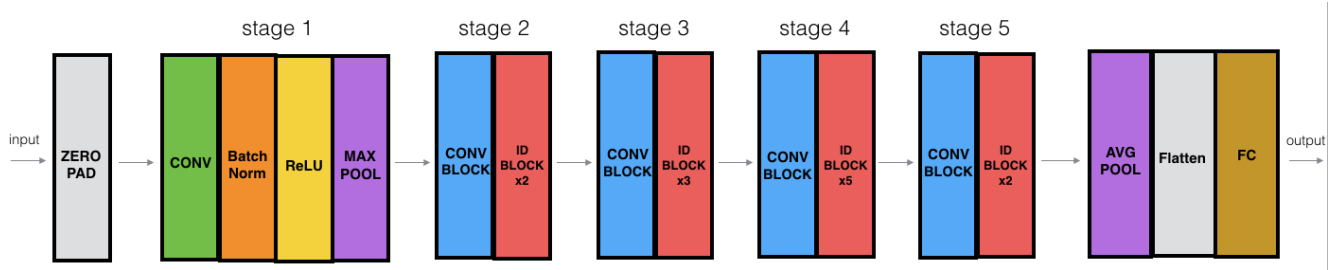 stage 1
stage 2
stage 3
stage 4
stage 5
input
ZERO
PAD
CONV
Batch
Norm
ReLU
MAX
POOL
CONV
BLOCK
ID
BLOCK
x2
CONV
BLOCK
ID
BLOCK
x3
CONV
BLOCK
ID
BLOCK
x5
CONV
BLOCK
ID
BLOCK
x2
AVG
POOL
Flatten
FC
output